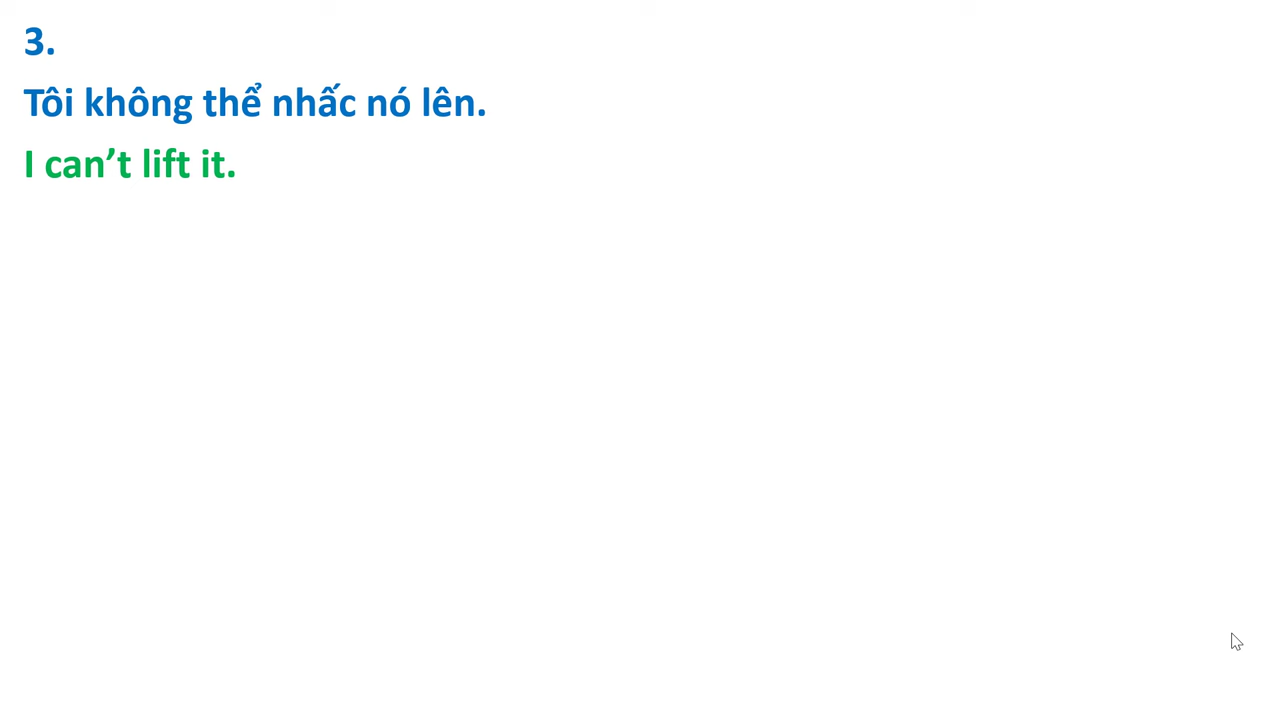 3.
Tôi không thể nhấc nó lên.
I can’t lift it.